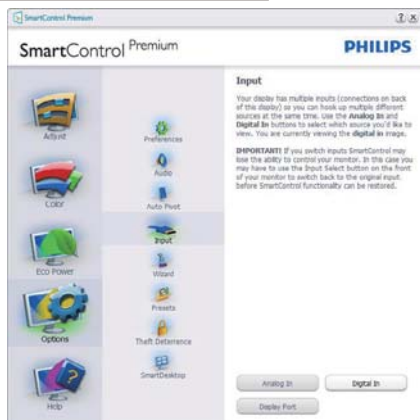 SmartControl Premium
SmartControl Premium
PHILIPS
Adjust
Color
Eco Power
Options
Help
Preferences
Audio
Auto Pivot
Input
Wizard
Presets
Theft Deterrence
SmartDesktop
Input
Your display has multiple inputs (connections on back
of this display) so you can hook up multiple different
sources at the same time. Use the Analog In and
Digital In buttons to select which source you'd like to
view. You are currently viewing the digital in image.
IMPORTANT! If you switch inputs SmartControl may
lose the ability to control your monitor. In this case you
may have to use the Input Select button on the front
of your monitor to switch back to the original input
before SmartControl functionality can be restored.
Analog In
Digital In
Display Port